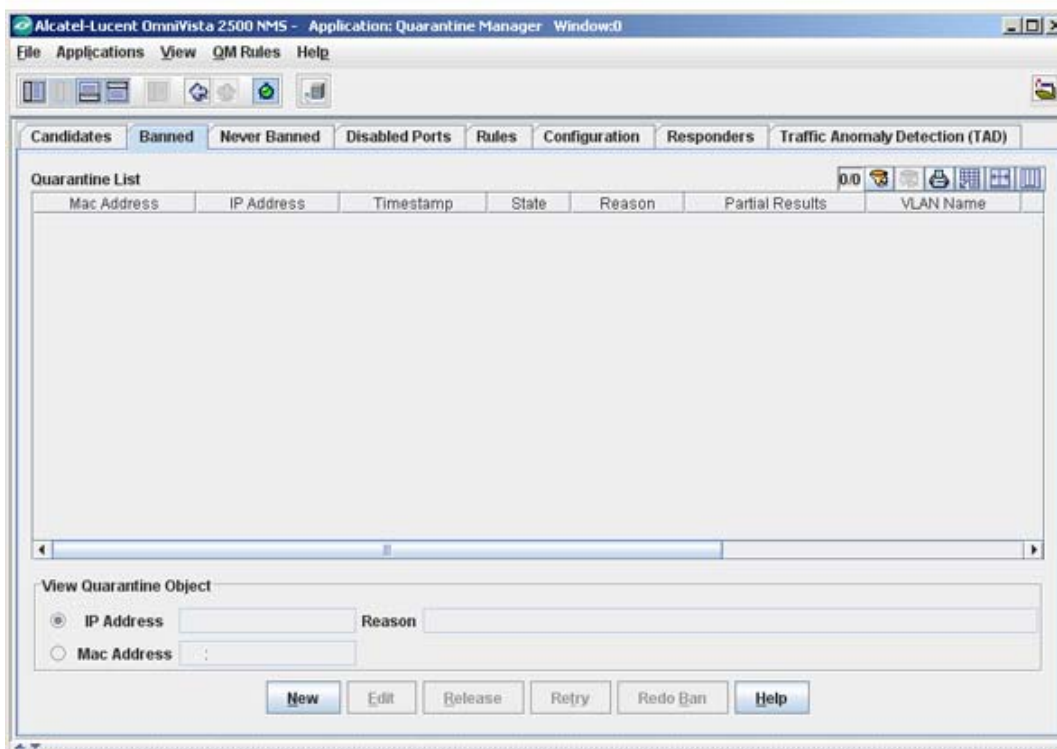 Alcatel-Lucent OmniVista 2500 NMS - Application: Quarantine Manager Window:0
File Applications View QM Rules Help
Candidates Banned Never Banned Disabled Ports Rules Configuration Responders Traffic Anomaly Detection (TAD)
Quarantine List 0/0
Mac Address IP Address Timestamp State Reason Partial Results VLAN Name
View Quarantine Object
IP Address Reason
Mac Address :
New Edit Release Retry Redo Ban Help